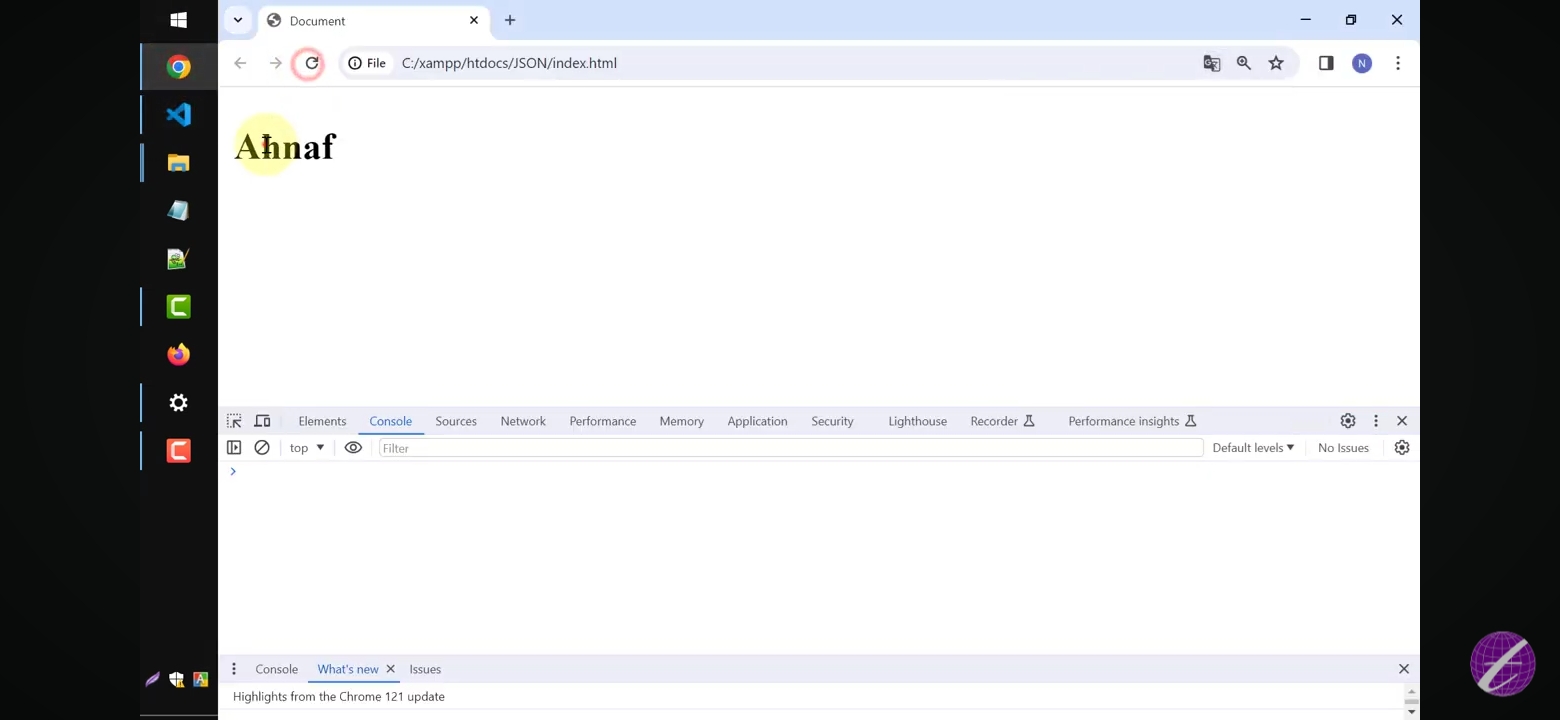 Document
File C:/xampp/htdocs/JSON/index.html N
Ahnaf
Elements Console Sources Network Performance Memory Application Security Lighthouse Recorder Performance insights
top Filter Default levels No Issues
Console What's new Issues
Highlights from the Chrome 121 update